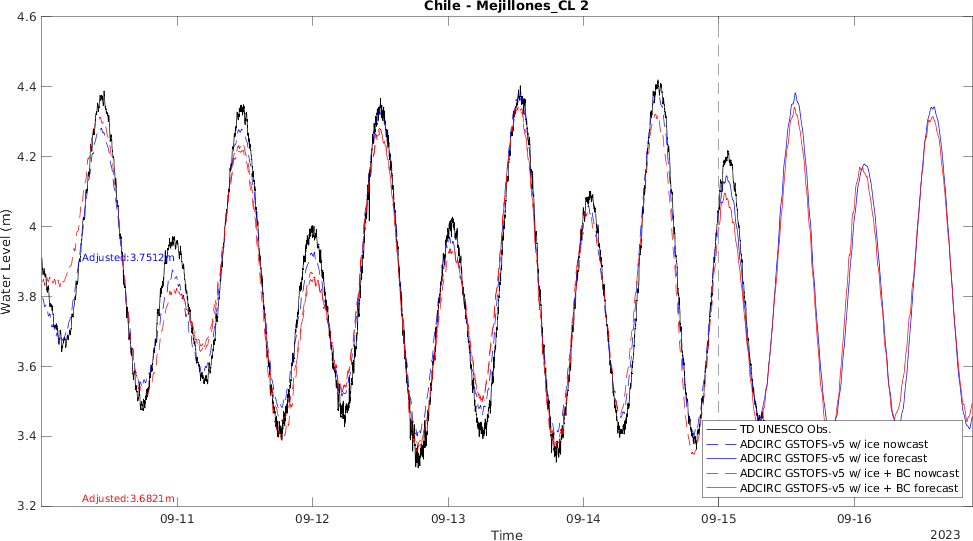 Chile - Mejillones_CL 2
4.6
4.4
4.2
4
3.8
3.6
3.4
3.2
Water Level (m)
Adjusted:3.7512m
Adjusted:3.6821m
TD UNESCO Obs.
ADCIRC GSTOFS-v5 w/ ice nowcast
ADCIRC GSTOFS-v5 w/ ice forecast
ADCIRC GSTOFS-v5 w/ ice + BC nowcast
ADCIRC GSTOFS-v5 w/ ice + BC forecast
09-11 09-12 09-13 09-14 09-15 09-16
Time
2023